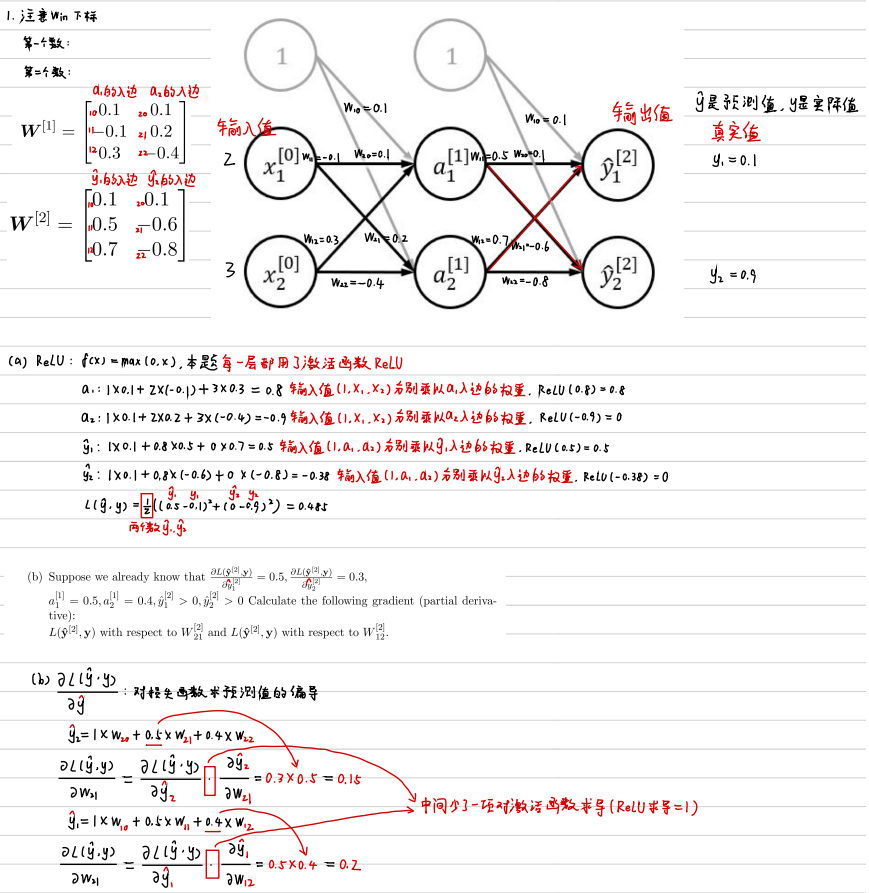 1. 注意Win下标
第一个数:
第二个数:
a₁的入边 a₂的入边
W^{[1]} = [10 0.1 20 0.1
11 -0.1 21 0.2
12 0.3 22 -0.4]
ŷ₁的入边 ŷ₂的入边
W^{[2]} = [10 0.1 20 0.1
11 0.5 21 -0.6
12 0.7 22 -0.8]
1 1
W₁₀=0.1 W₁₀=0.1
输入值 输出值
ŷ是预测值, y是实际值
真实值
2 x₁^{[0]} W₁₁=-0.1 W₂₀=0.1 a₁^{[1]} W₁₁=0.5 W₂₀=0.1 ŷ₁^{[2]} y₁=0.1
W₁₂=0.3 W₂₁=0.2 W₁₂=0.7 W₂₁=-0.6
3 x₂^{[0]} W₂₂=-0.4 a₂^{[1]} W₂₂=-0.8 ŷ₂^{[2]} y₂=0.9
(a) ReLU: f(x)=max(0,x), 本题每一层都用了激活函数ReLU
a₁: 1×0.1+2×(-0.1)+3×0.3=0.8 输入值(1,x₁,x₂)分别乘以a₁入边的权重. ReLU(0.8)=0.8
a₂: 1×0.1+2×0.2+3×(-0.4)=-0.9 输入值(1,x₁,x₂)分别乘以a₂入边的权重. ReLU(-0.9)=0
ŷ₁: 1×0.1+0.8×0.5+0×0.7=0.5 输入值(1,a₁,a₂)分别乘以ŷ₁入边的权重. ReLU(0.5)=0.5
ŷ₂: 1×0.1+0.8×(-0.6)+0×(-0.8)=-0.38 输入值(1,a₁,a₂)分别乘以ŷ₂入边的权重. ReLU(-0.38)=0
ŷ₁ y₁ ŷ₂ y₂
L(ŷ,y)=½((0.5-0.1)²+(0-0.9)²)=0.485
两个数ŷ₁,ŷ₂
(b) Suppose we already know that ∂L(ŷ^{[2]},y)/∂ŷ₁^{[2]} = 0.5, ∂L(ŷ^{[2]},y)/∂ŷ₂^{[2]} = 0.3,
a₁^{[1]} = 0.5, a₂^{[1]} = 0.4, ŷ₁^{[2]} > 0, ŷ₂^{[2]} > 0 Calculate the following gradient (partial deriva-
tive):
L(ŷ^{[2]}, y) with respect to W₂₁^{[2]} and L(ŷ^{[2]}, y) with respect to W₁₂^{[2]}.
(b) ∂L(ŷ·y)/∂ŷ : 对损失函数求预测值的偏导
ŷ₂=1×W₂₀+0.5×W₂₁+0.4×W₂₂
∂L(ŷ,y)/∂W₂₁ = ∂L(ŷ·y)/∂ŷ₂ · ∂ŷ₂/∂W₂₁ = 0.3×0.5=0.15
中间少了一项对激活函数求导(ReLU求导=1)
ŷ₁=1×W₁₀+0.5×W₁₁+0.4×W₁₂
∂L(ŷ,y)/∂W₂₁ = ∂L(ŷ·y)/∂ŷ₁ · ∂ŷ₁/∂W₁₂ = 0.5×0.4=0.2